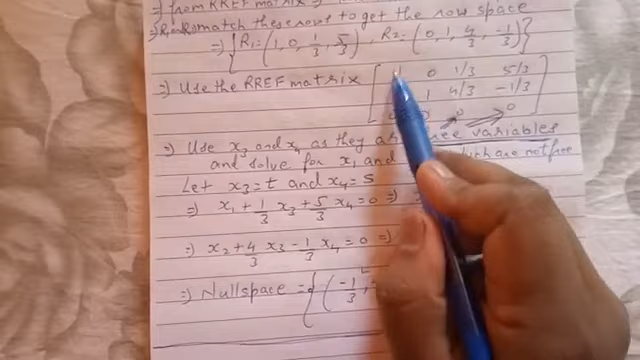 ⇒ from RREF matrix
match these rows to get the row space
⇒ { R1 = (1, 0, 1/3, 5/3), R2 = (0, 1, 4/3, -1/3) }
⇒ Use the RREF matrix [ 0 1/3 5/3
1 4/3 -1/3
0 0
⇒ Use x3 and x4 as they free variables
and solve for x1 and which are not free
Let x3 = t and x4 = s
⇒ x1 + 1/3 x3 + 5/3 x4 = 0 ⇒
⇒ x2 + 4/3 x3 - 1/3 x4 = 0 ⇒
⇒ Nullspace = { ( -1/3,